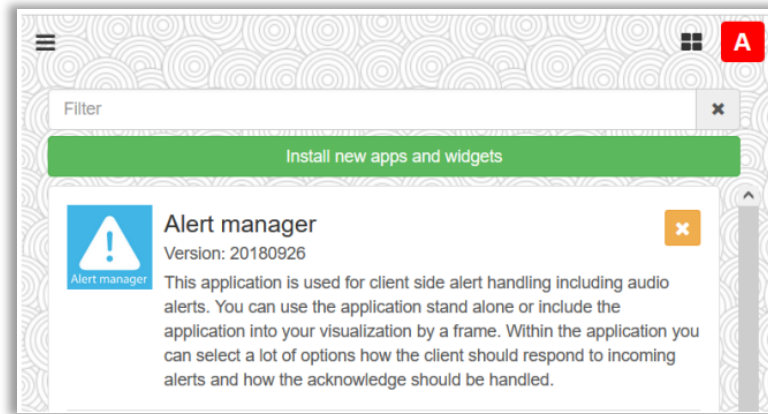 A
Filter
Install new apps and widgets
Alert manager
Alert manager
Version: 20180926
This application is used for client side alert handling including audio
alerts. You can use the application stand alone or include the
application into your visualization by a frame. Within the application you
can select a lot of options how the client should respond to incoming
alerts and how the acknowledge should be handled.